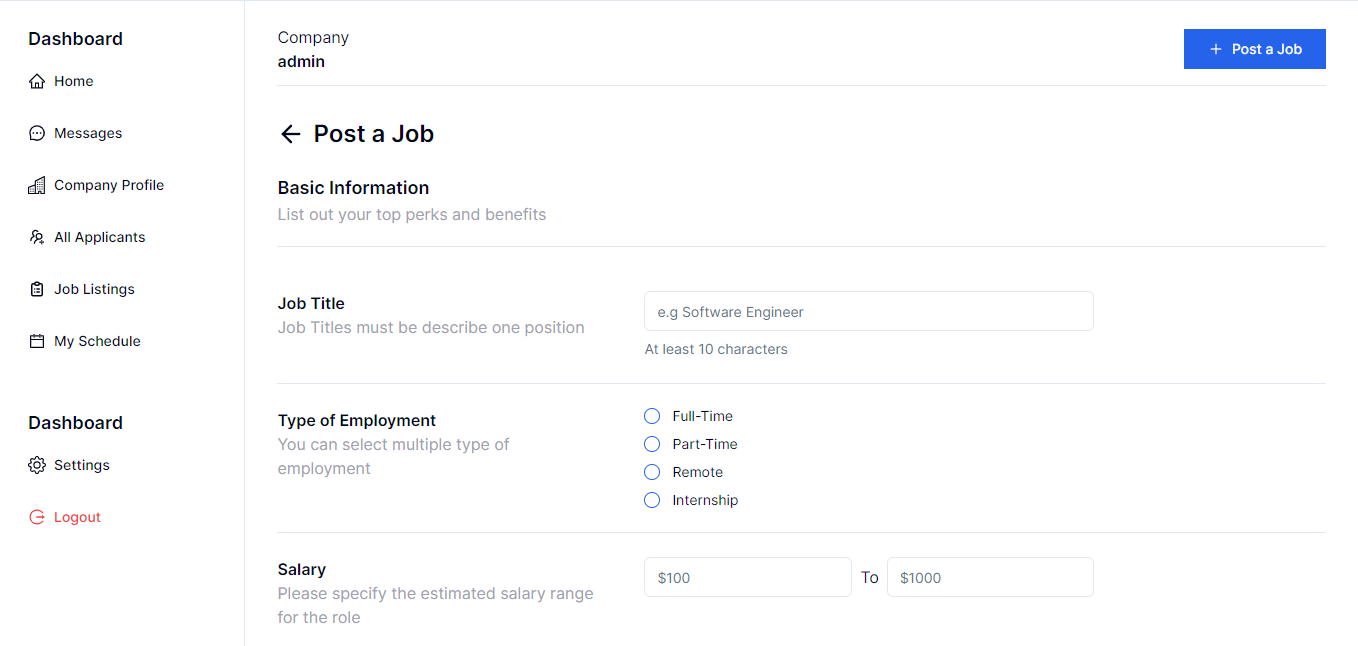 Dashboard
Home
Messages
Company Profile
All Applicants
Job Listings
My Schedule
Dashboard
Settings
Logout
Company
admin
+ Post a Job
Post a Job
Basic Information
List out your top perks and benefits
Job Title
Job Titles must be describe one position
e.g Software Engineer
At least 10 characters
Type of Employment
You can select multiple type of
employment
Full-Time
Part-Time
Remote
Internship
Salary
Please specify the estimated salary range
for the role
$100 To $1000